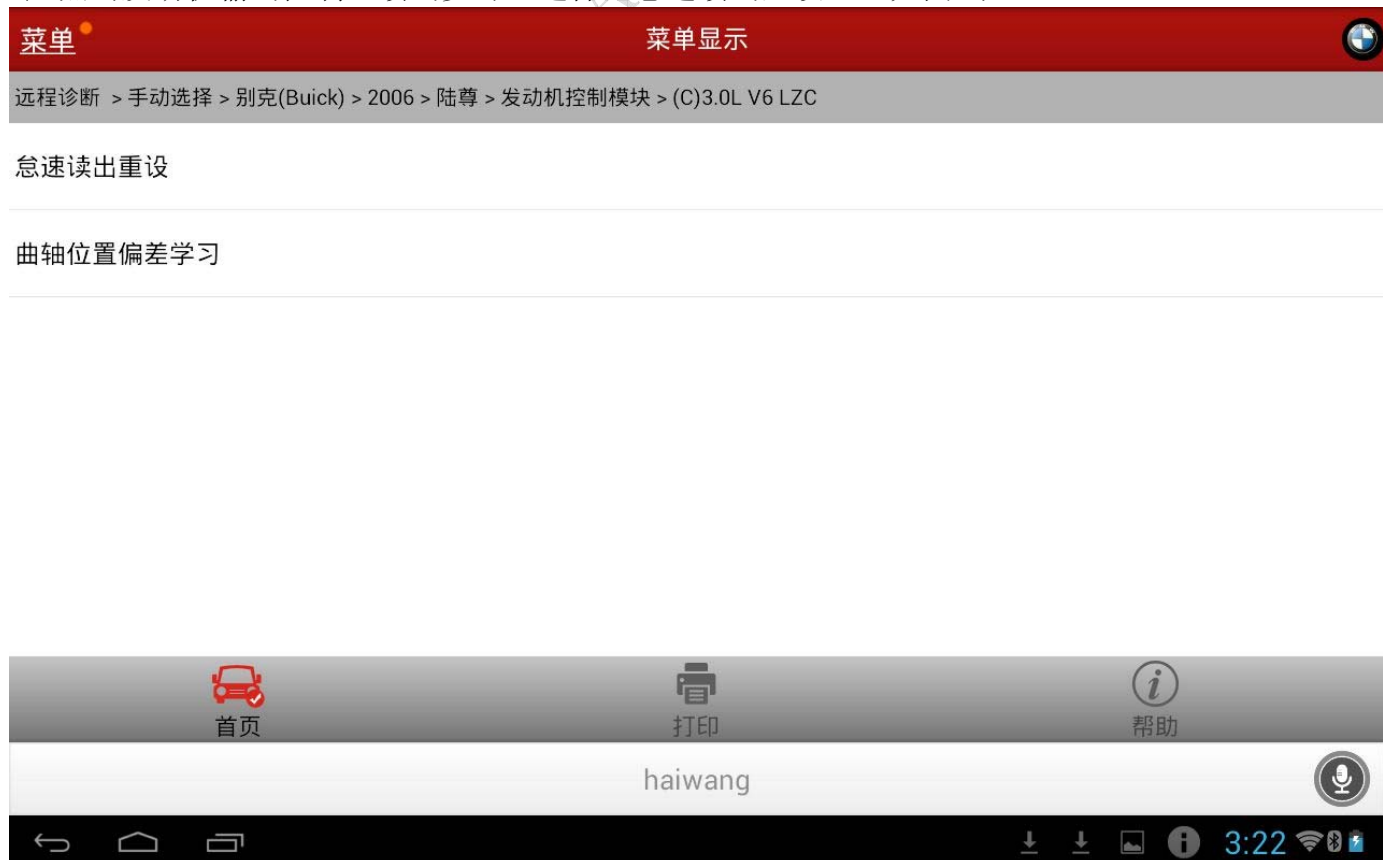 菜单
菜单显示
远程诊断 > 手动选择 > 别克(Buick) > 2006 > 陆尊 > 发动机控制模块 > (C)3.0L V6 LZC
怠速读出重设
曲轴位置偏差学习
首页
打印
帮助
haiwang
3:22